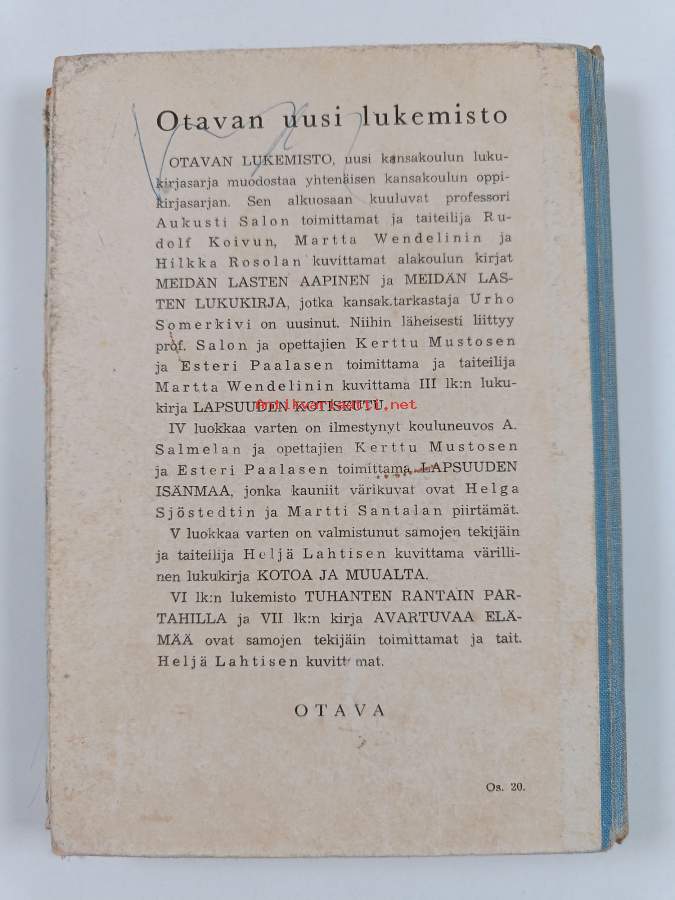 Otavan uusi lukemisto
OTAVAN LUKEMISTO, uusi kansakoulun luku-
kirjasarja muodostaa yhtenäisen kansakoulun oppi-
kirjasarjan. Sen alkuosaan kuuluvat professori
Aukusti Salon toimittamat ja taiteilija Ru-
dolf Koivun, Martta Wendelinin ja
Hilkka Rosolan kuvittamat alakoulun kirjat
MEIDÄN LASTEN AAPINEN ja MEIDÄN LAS-
TEN LUKUKIRJA, jotka kansak.tarkastaja Urho
Somerkivi on uusinut. Niihin läheisesti liittyy
prof. Salon ja opettajien Kerttu Mustosen
ja Esteri Paalasen toimittama ja taiteilija
Martta Wendelinin kuvittama III lk:n luku-
kirja LAPSUUDEN KOTISEUTU.
antikvariaatti.net
IV luokkaa varten on ilmestynyt kouluneuvos A.
Salmelan ja opettajien Kerttu Mustosen
ja Esteri Paalasen toimittama LAPSUUDEN
ISÄNMAA, jonka kauniit värikuvat ovat Helga
Sjöstedtin ja Martti Santalan piirtämät.
V luokkaa varten on valmistunut samojen tekijäin
ja taiteilija Heljä Lahtisen kuvittama värilli-
nen lukukirja KOTOA JA MUUALTA.
VI lk:n lukemisto TUHANTEN RANTAIN PAR-
TAHILLA ja VII lk:n kirja AVARTUVAA ELÄ-
MÄÄ ovat samojen tekijäin toimittamat ja tait.
Heljä Lahtisen kuvittamat.
OTAVA
Os. 20.